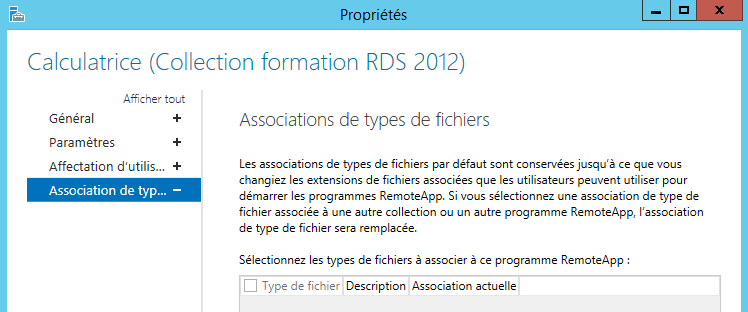 Propriétés
Calculatrice (Collection formation RDS 2012)
Afficher tout
Général +
Paramètres +
Affectation d'utilis... +
Association de typ... –
Associations de types de fichiers
Les associations de types de fichiers par défaut sont conservées jusqu'à ce que vous
changiez les extensions de fichiers associées que les utilisateurs peuvent utiliser pour
démarrer les programmes RemoteApp. Si vous sélectionnez une association de type de
fichier associée à une autre collection ou un autre programme RemoteApp, l'association
de type de fichier sera remplacée.
Sélectionnez les types de fichiers à associer à ce programme RemoteApp :
Type de fichier Description Association actuelle